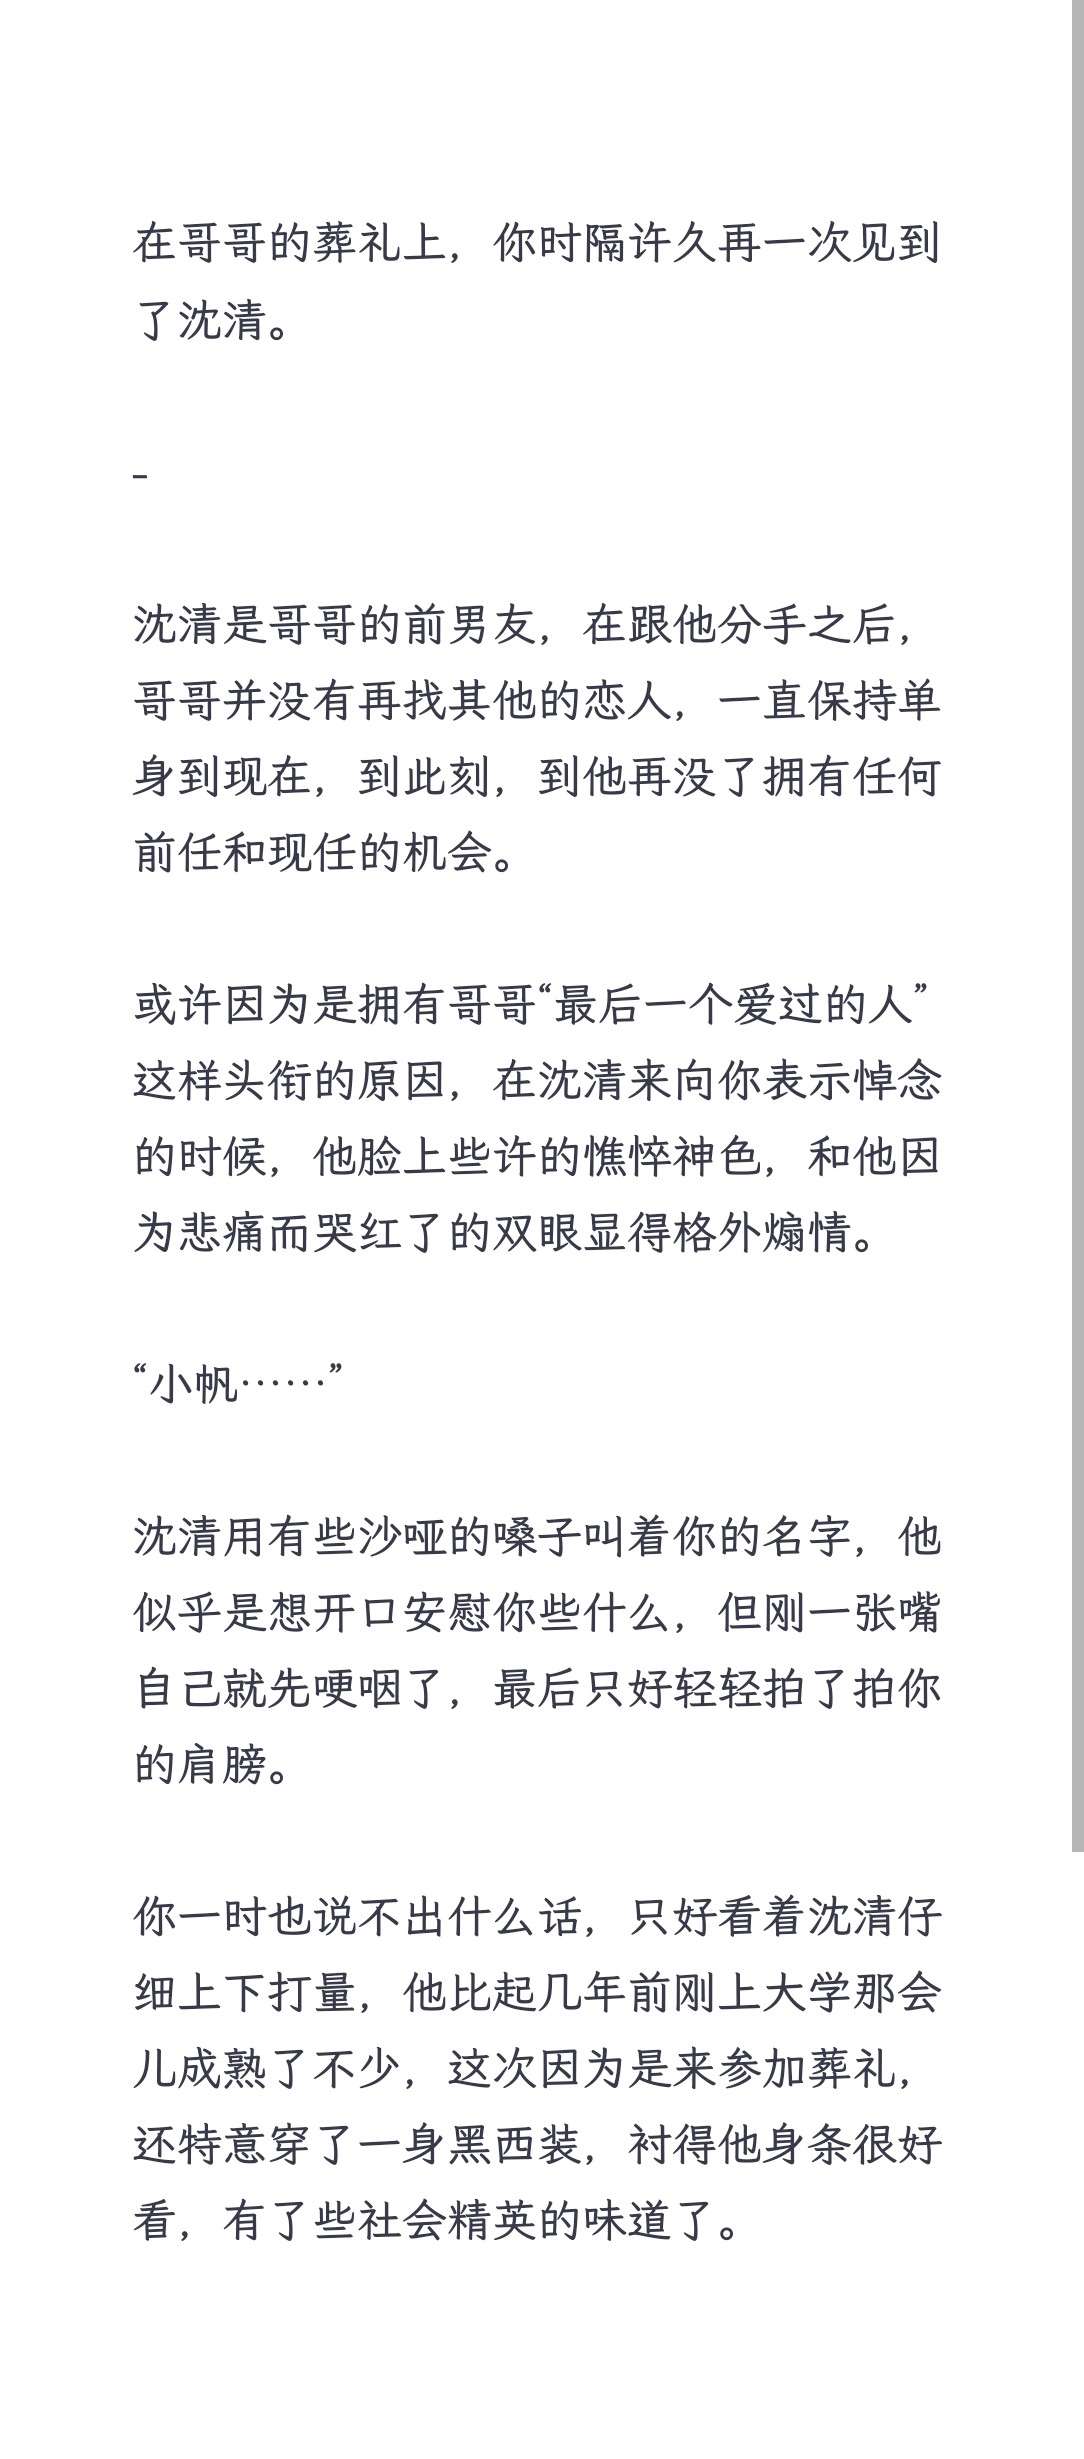 在哥哥的葬礼上，你时隔许久再一次见到
了沈清。
-
沈清是哥哥的前男友，在跟他分手之后，
哥哥并没有再找其他的恋人，一直保持单
身到现在，到此刻，到他再没了拥有任何
前任和现任的机会。
或许因为是拥有哥哥“最后一个爱过的人”
这样头衔的原因，在沈清来向你表示悼念
的时候，他脸上些许的憔悴神色，和他因
为悲痛而哭红了的双眼显得格外煽情。
“小帆……”
沈清用有些沙哑的嗓子叫着你的名字，他
似乎是想开口安慰你些什么，但刚一张嘴
自己就先哽咽了，最后只好轻轻拍了拍你
的肩膀。
你一时也说不出什么话，只好看着沈清仔
细上下打量，他比起几年前刚上大学那会
儿成熟了不少，这次因为是来参加葬礼，
还特意穿了一身黑西装，衬得他身条很好
看，有了些社会精英的味道了。